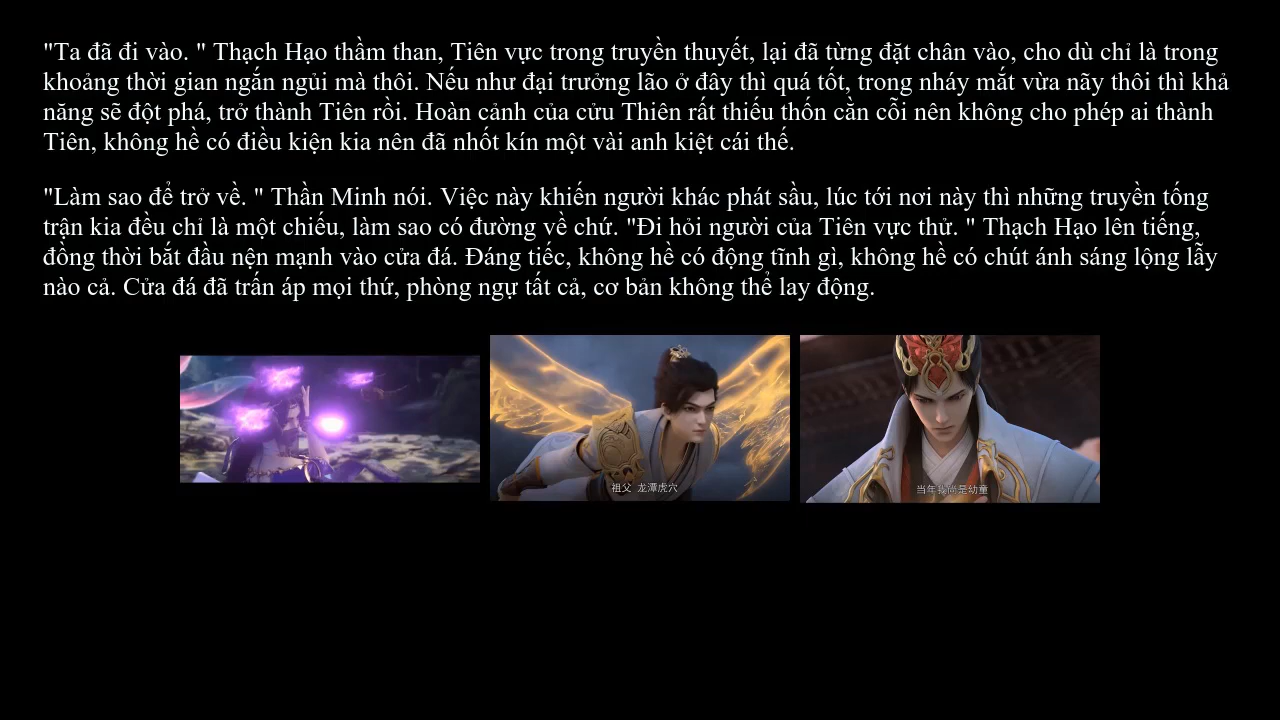 "Ta đã đi vào. " Thạch Hạo thầm than, Tiên vực trong truyền thuyết, lại đã từng đặt chân vào, cho dù chỉ là trong
khoảng thời gian ngắn ngủi mà thôi. Nếu như đại trưởng lão ở đây thì quá tốt, trong nháy mắt vừa nãy thôi thì khả
năng sẽ đột phá, trở thành Tiên rồi. Hoàn cảnh của cửu Thiên rất thiếu thốn cằn cỗi nên không cho phép ai thành
Tiên, không hề có điều kiện kia nên đã nhốt kín một vài anh kiệt cái thế.
"Làm sao để trở về. " Thần Minh nói. Việc này khiến người khác phát sầu, lúc tới nơi này thì những truyền tống
trận kia đều chỉ là một chiếu, làm sao có đường về chứ. "Đi hỏi người của Tiên vực thử. " Thạch Hạo lên tiếng,
đồng thời bắt đầu nện mạnh vào cửa đá. Đáng tiếc, không hề có động tĩnh gì, không hề có chút ánh sáng lộng lẫy
nào cả. Cửa đá đã trấn áp mọi thứ, phòng ngự tất cả, cơ bản không thể lay động.
祖父 龙潭虎穴
当年我尚是幼童